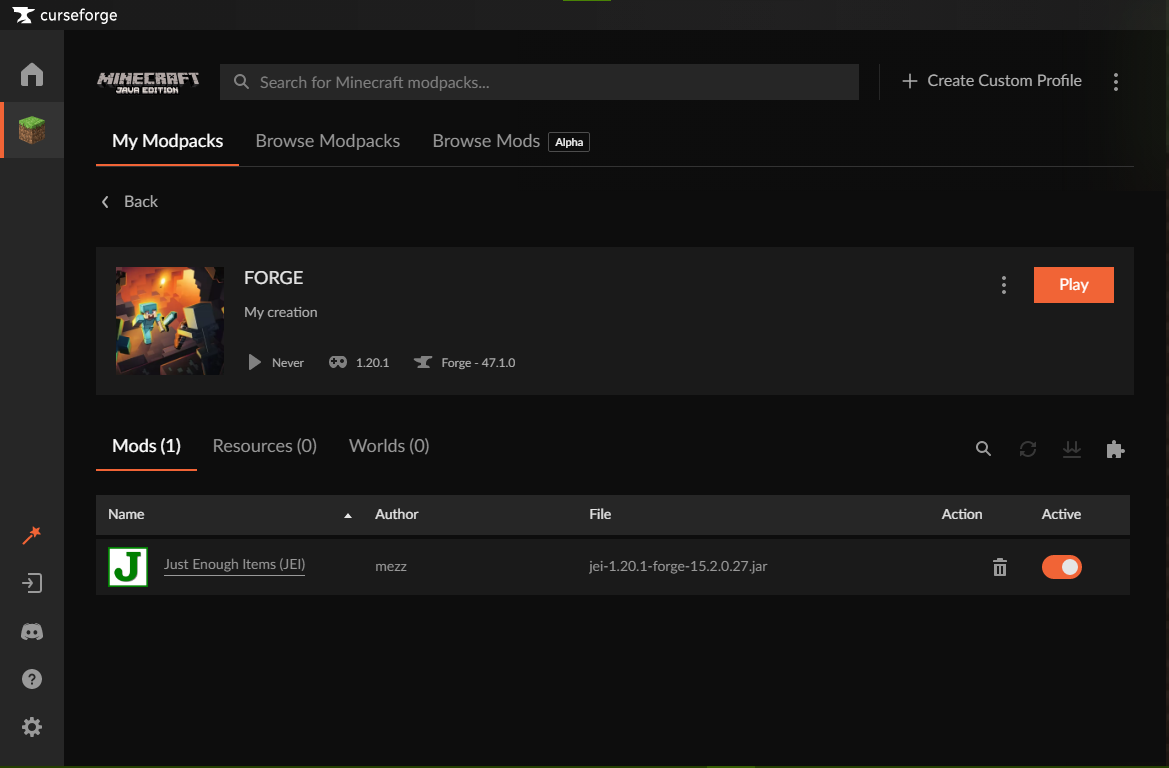 curseforge
MINECRAFT
JAVA EDITION
Search for Minecraft modpacks...
Create Custom Profile
My Modpacks
Browse Modpacks
Browse Mods
Alpha
Back
FORGE
Play
My creation
Never
1.20.1
Forge - 47.1.0
Mods (1)
Resources (0)
Worlds (0)
Name
Author
File
Action
Active
J
Just Enough Items (JEI)
mezz
jei-1.20.1-forge-15.2.0.27.jar
?